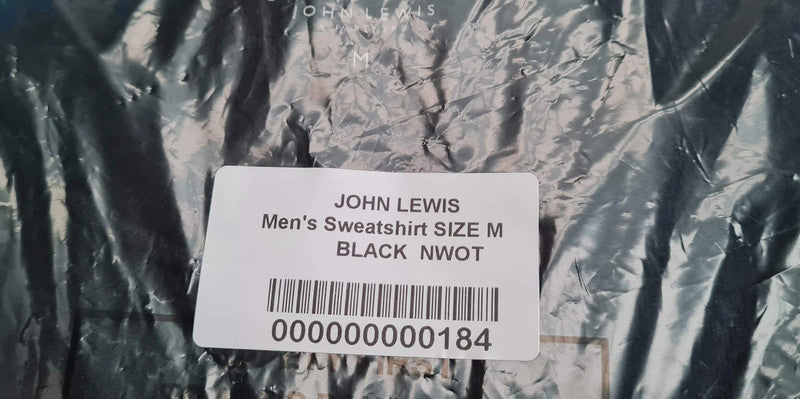 JOHN LEWIS
M
JOHN LEWIS
Men's Sweatshirt SIZE M
BLACK NWOT
000000000184